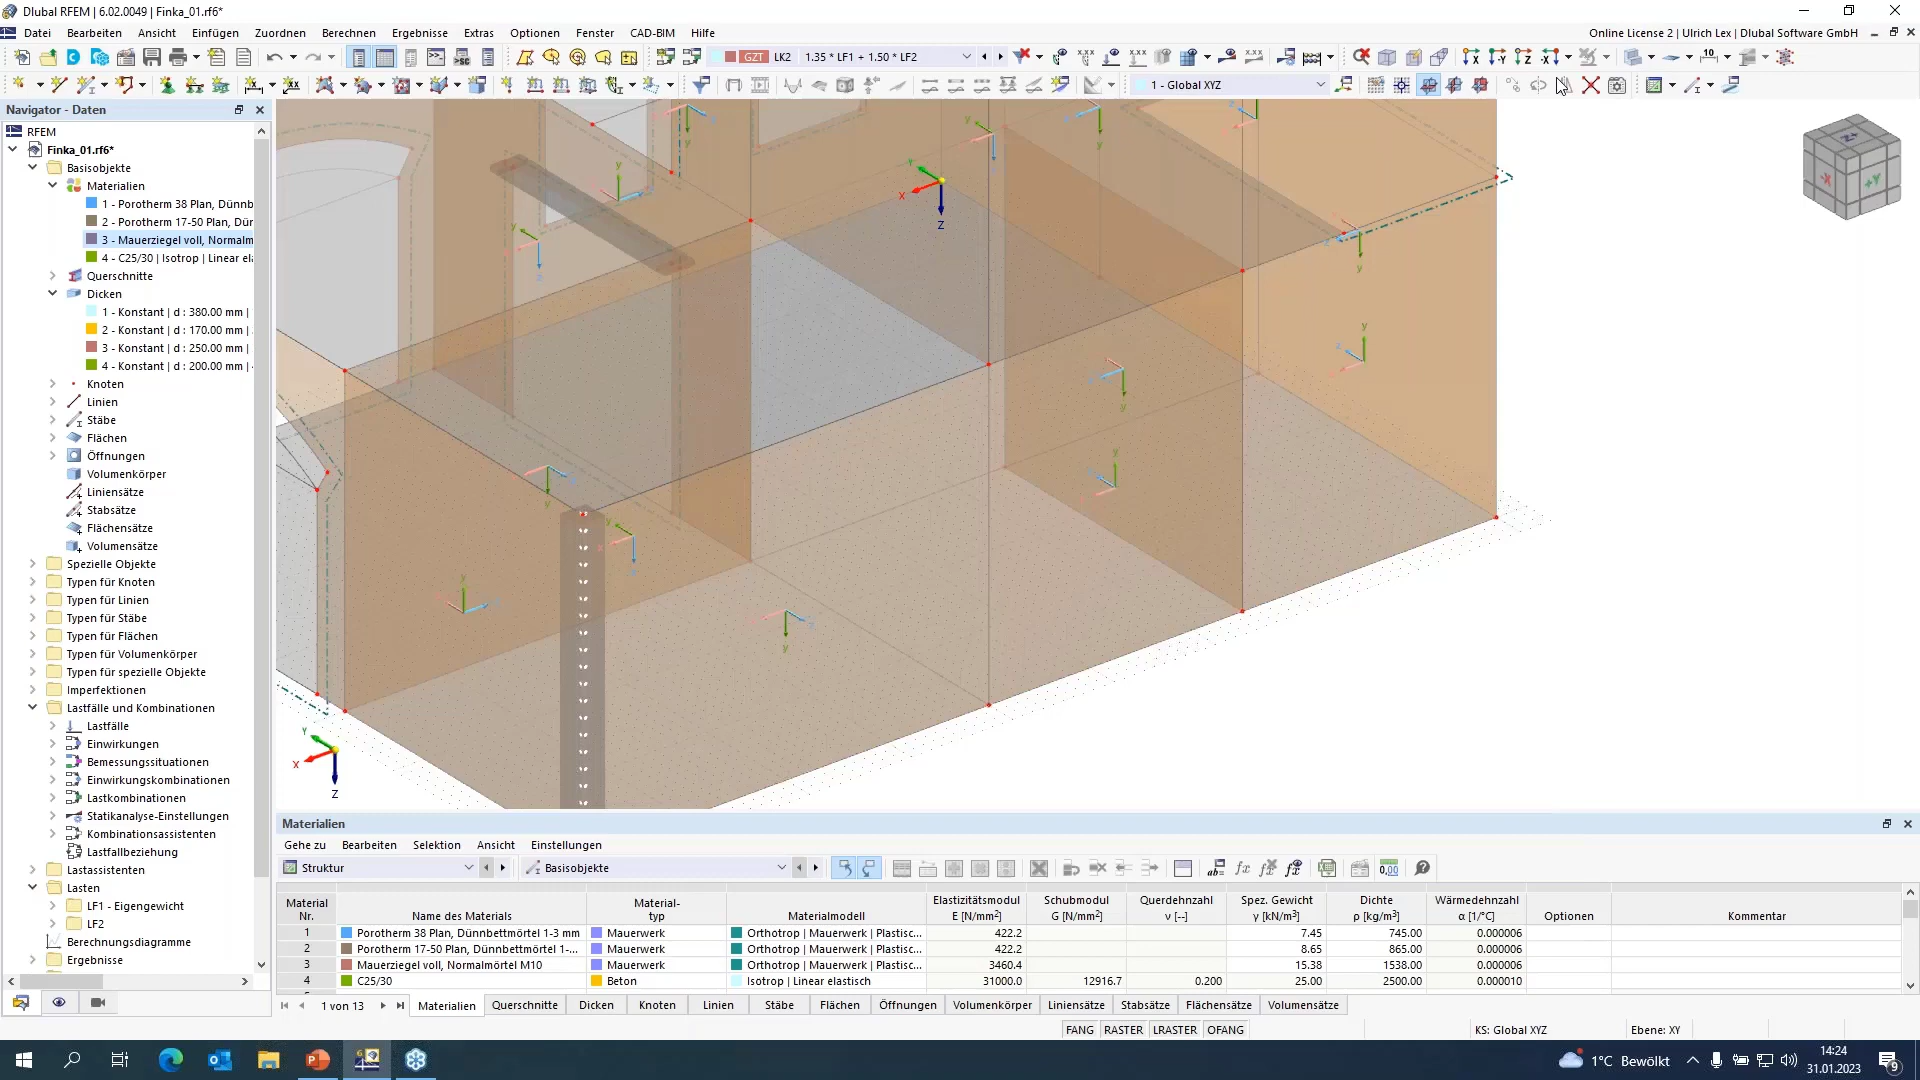 Dlubal RFEM | 6.02.0049 | Finka_01.rf6*
Datei Bearbeiten Ansicht Einfügen Zuordnen Berechnen Ergebnisse Extras Optionen Fenster CAD-BIM Hilfe
Online License 2 | Ulrich Lex | Dlubal Software GmbH
GZT LK2 1.35 * LF1 + 1.50 * LF2
1 - Global XYZ
Navigator - Daten
RFEM
Finka_01.rf6*
Basisobjekte
Materialien
1 - Porotherm 38 Plan, Dünnb
2 - Porotherm 17-50 Plan, Dür
3 - Mauerziegel voll, Normalm
4 - C25/30 | Isotrop | Linear ela
Querschnitte
Dicken
1 - Konstant | d : 380.00 mm |
2 - Konstant | d : 170.00 mm |
3 - Konstant | d : 250.00 mm |
4 - Konstant | d : 200.00 mm |
Knoten
Linien
Stäbe
Flächen
Öffnungen
Volumenkörper
Liniensätze
Stabsätze
Flächensätze
Volumensätze
Spezielle Objekte
Typen für Knoten
Typen für Linien
Typen für Stäbe
Typen für Flächen
Typen für Volumenkörper
Typen für spezielle Objekte
Imperfektionen
Lastfälle und Kombinationen
Lastfälle
Einwirkungen
Bemessungssituationen
Einwirkungskombinationen
Lastkombinationen
Statikanalyse-Einstellungen
Kombinationsassistenten
Lastfallbeziehung
Lastassistenten
Lasten
LF1 - Eigengewicht
LF2
Berechnungsdiagramme
Ergebnisse
X Y Z
-X +Y Z+
Materialien
Gehe zu Bearbeiten Selektion Ansicht Einstellungen
Struktur Basisobjekte
Material Nr. Name des Materials Material-typ Materialmodell Elastizitätsmodul E [N/mm²] Schubmodul G [N/mm²] Querdehnzahl ν [--] Spez. Gewicht γ [kN/m³] Dichte ρ [kg/m³] Wärmedehnzahl α [1/°C] Optionen Kommentar
1 Porotherm 38 Plan, Dünnbettmörtel 1-3 mm Mauerwerk Orthotrop | Mauerwerk | Plastisc... 422.2 7.45 745.00 0.000006
2 Porotherm 17-50 Plan, Dünnbettmörtel 1-... Mauerwerk Orthotrop | Mauerwerk | Plastisc... 422.2 8.65 865.00 0.000006
3 Mauerziegel voll, Normalmörtel M10 Mauerwerk Orthotrop | Mauerwerk | Plastisc... 3460.4 15.38 1538.00 0.000006
4 C25/30 Beton Isotrop | Linear elastisch 31000.0 12916.7 0.200 25.00 2500.00 0.000010
1 von 13 Materialien Querschnitte Dicken Knoten Linien Stäbe Flächen Öffnungen Volumenkörper Liniensätze Stabsätze Flächensätze Volumensätze
FANG RASTER LRASTER OFANG KS: Global XYZ Ebene: XY
1°C Bewölkt
14:24
31.01.2023
9